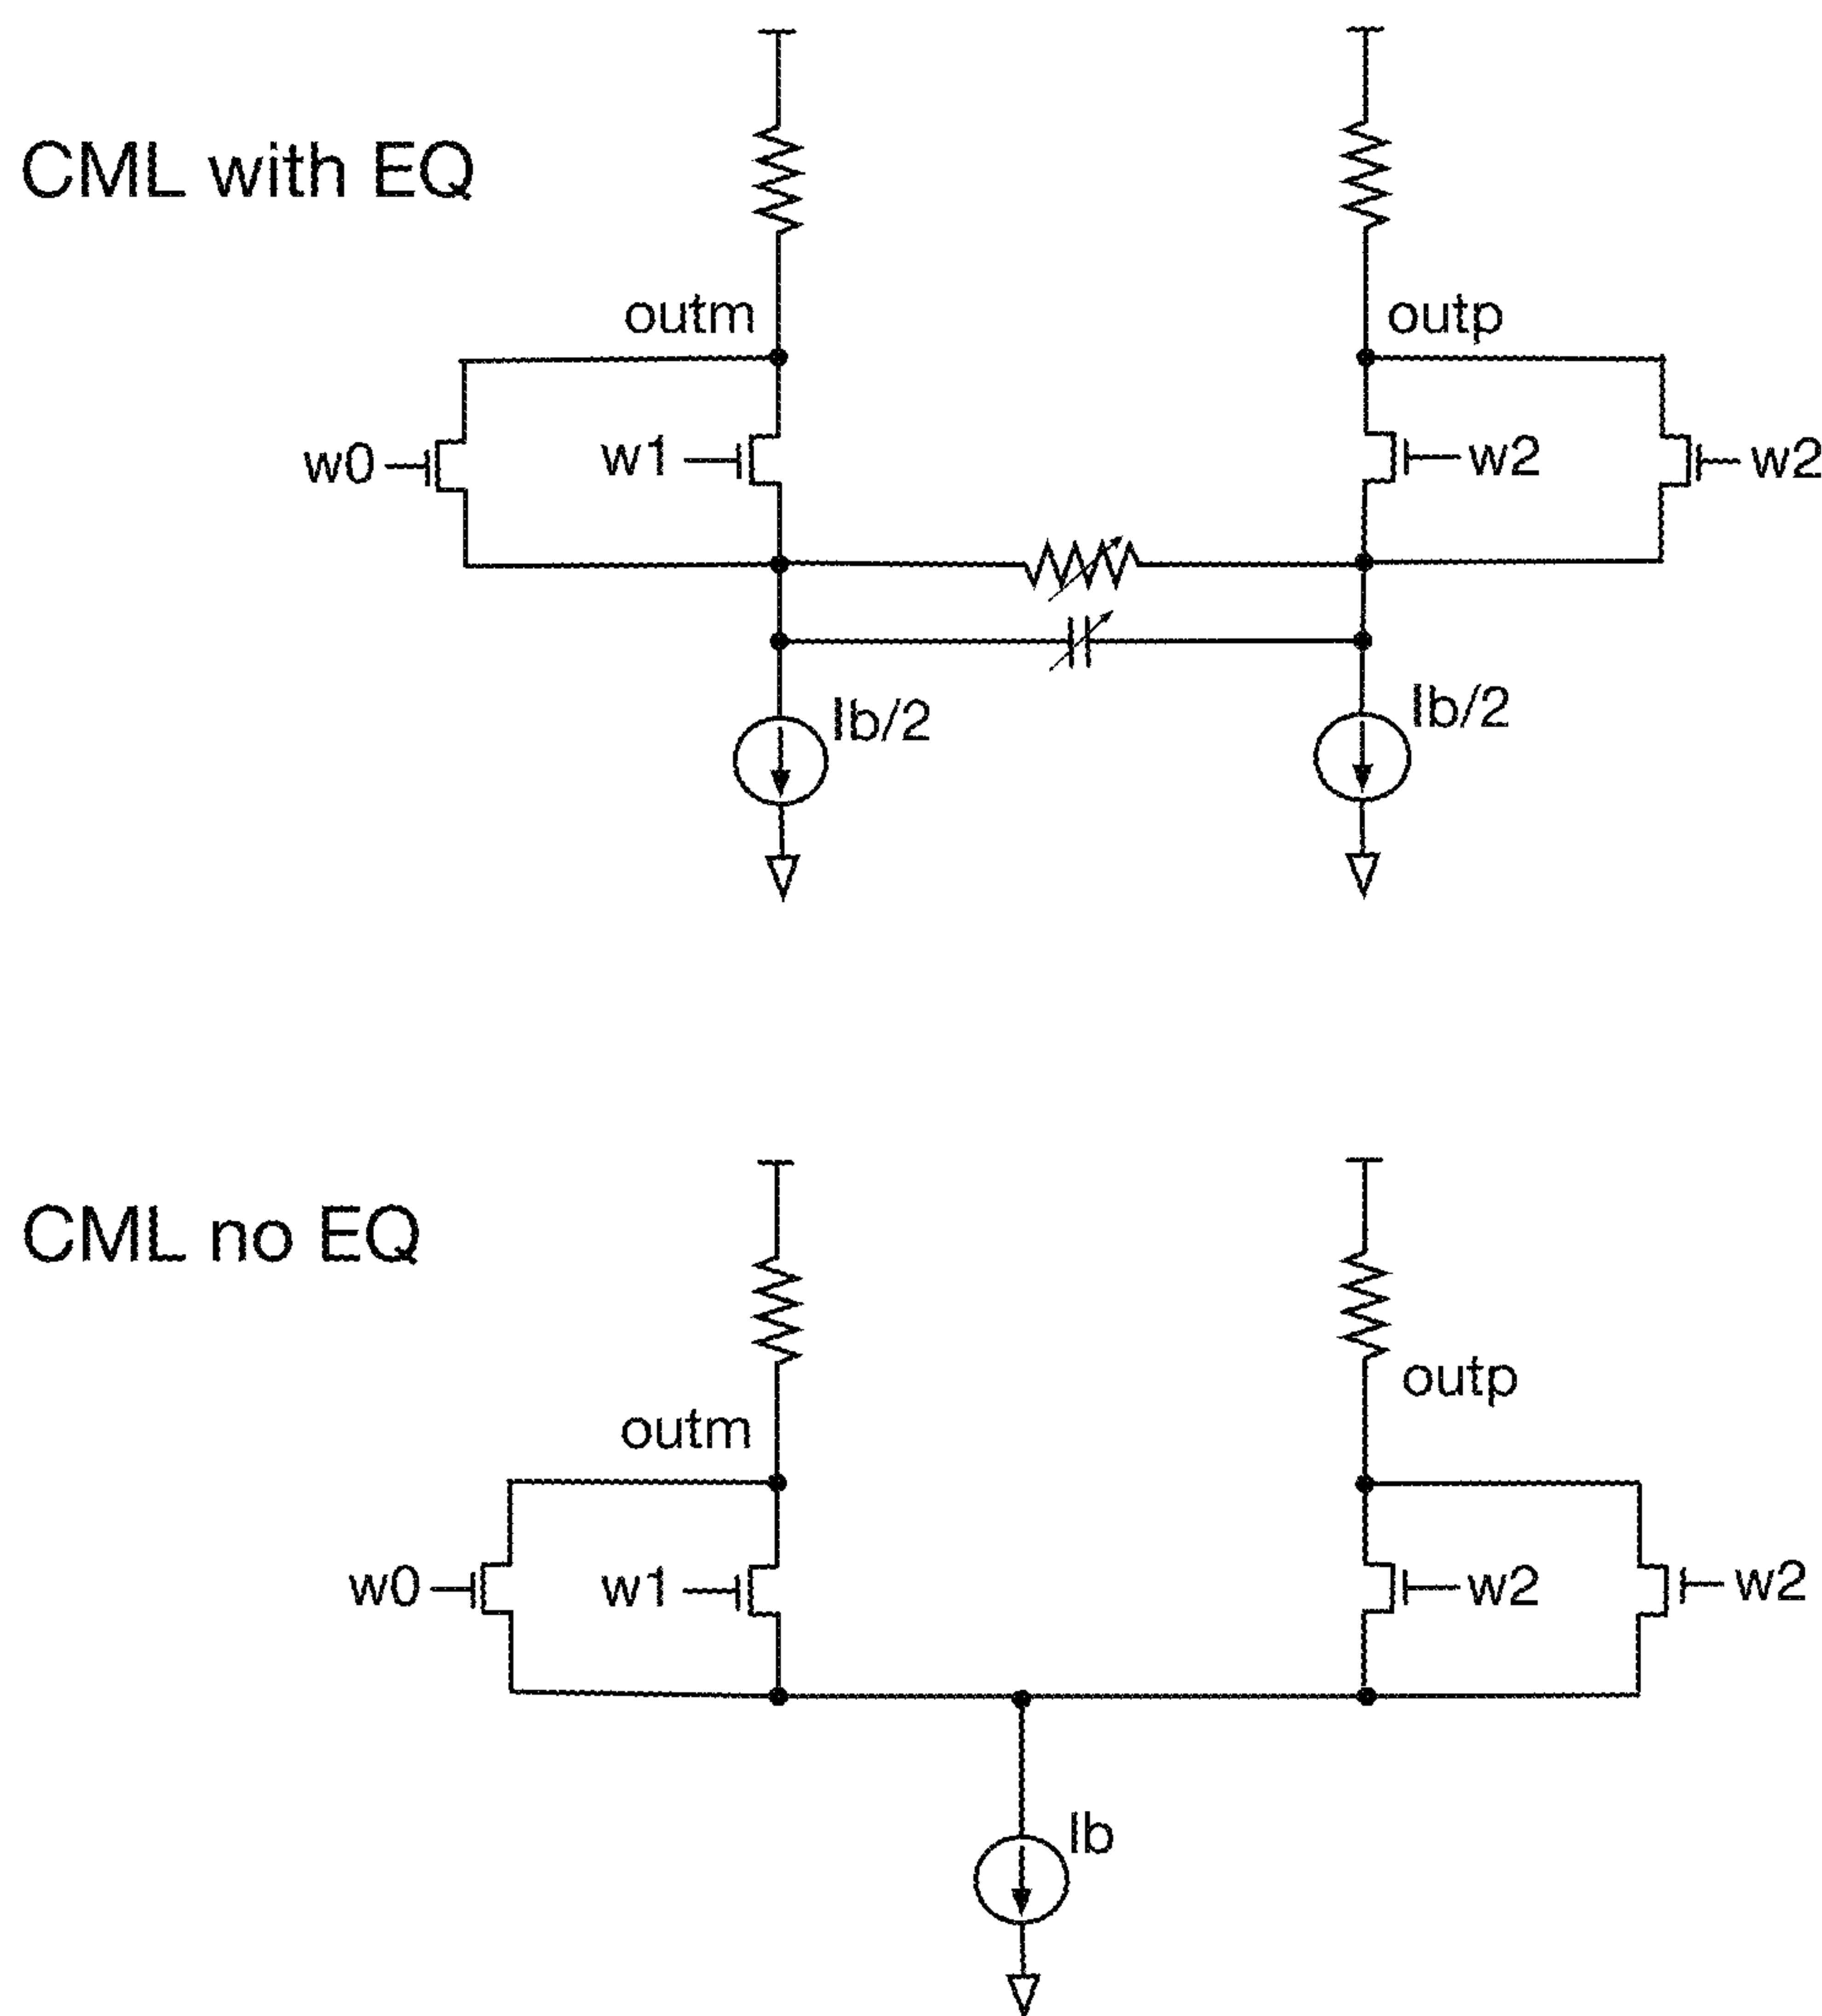 CML with EQ
outm
outp
w0
w1
w2
w2
Ib/2
Ib/2
CML no EQ
outp
outm
w0
w1
w2
w2
Ib